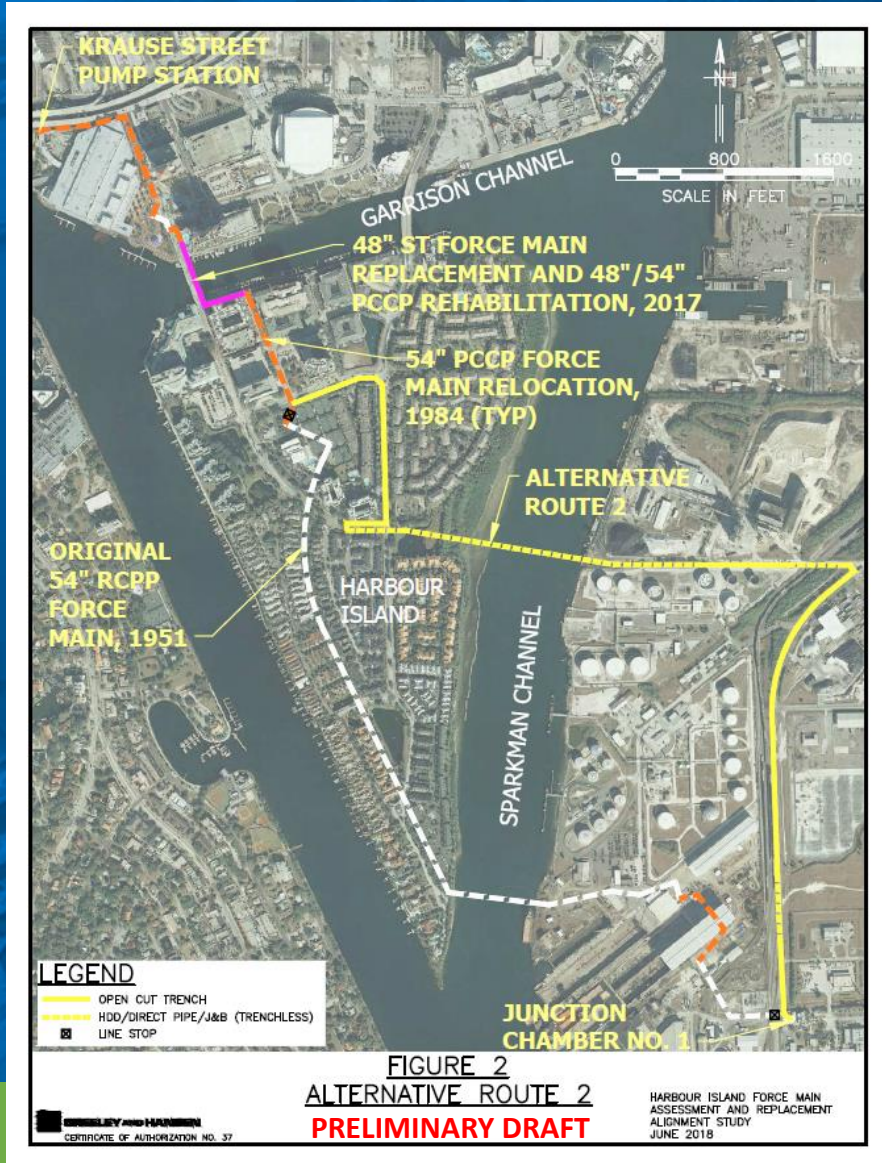 KRAUSE STREET
PUMP STATION
N
0 800 1600
SCALE IN FEET
GARRISON CHANNEL
48" ST FORCE MAIN
REPLACEMENT AND 48"/54"
PCCP REHABILITATION, 2017
54" PCCP FORCE
MAIN RELOCATION,
1984 (TYP)
ALTERNATIVE
ROUTE 2
ORIGINAL
54" RCPP
FORCE
MAIN, 1951
HARBOUR
ISLAND
SPARKMAN CHANNEL
LEGEND
OPEN CUT TRENCH
HDD/DIRECT PIPE/J&B (TRENCHLESS)
LINE STOP
JUNCTION
CHAMBER NO. 1
FIGURE 2
ALTERNATIVE ROUTE 2
PRELIMINARY DRAFT
GREELEY AND HANSEN
CERTIFICATE OF AUTHORIZATION NO. 37
HARBOUR ISLAND FORCE MAIN
ASSESSMENT AND REPLACEMENT
ALIGNMENT STUDY
JUNE 2018